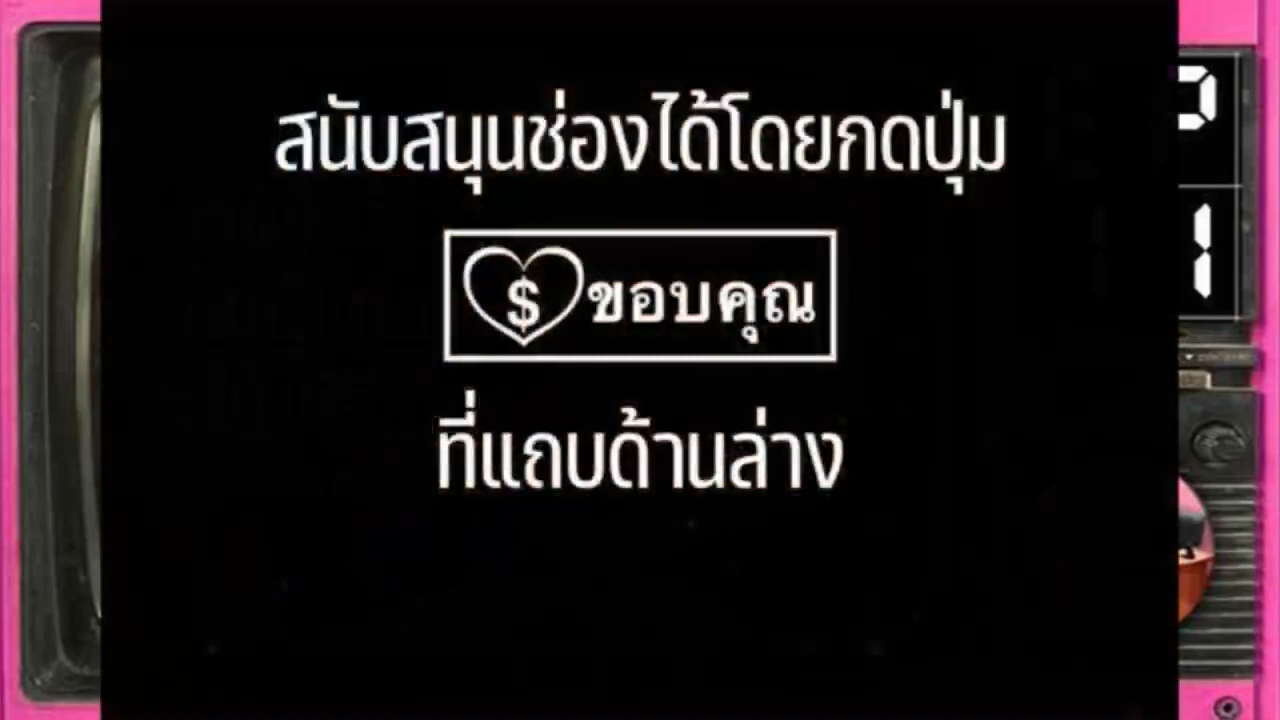 สนับสนุนช่องได้โดยกดปุ่ม
$ ขอบคุณ
ที่แถบด้านล่าง
1